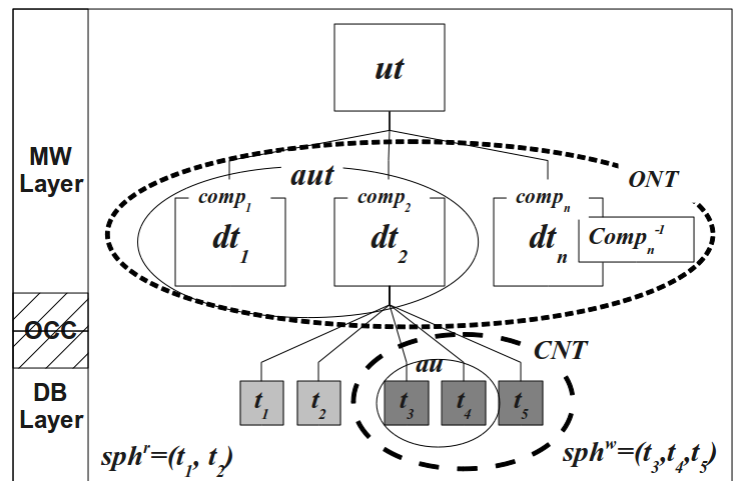 ut
MW
Layer
aut
ONT
comp₁
comp₂
compₙ
dt₁
dt₂
dtₙ
Compₙ⁻¹
OCC
DB
Layer
CNT
au
t₁
t₂
t₃
t₄
t₅
sphʳ=(t₁, t₂)
sphʷ=(t₃,t₄,t₅)